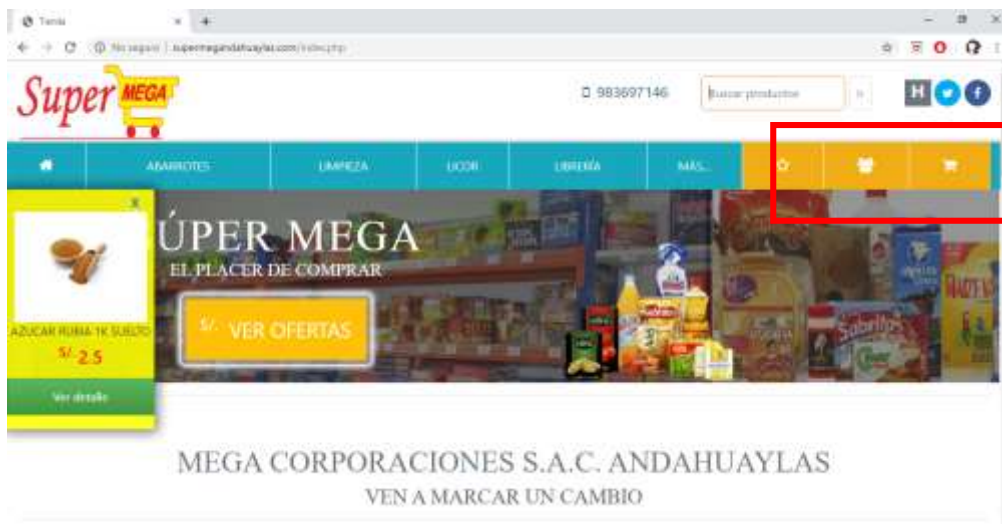 Tienda
No seguro | supermegandahuaylas.com/index.php
Super MEGA
983697146
Buscar productos
H
ABARROTES LIMPIEZA LICOR LIBRERÍA MÁS...
X
ÚPER MEGA
EL PLACER DE COMPRAR
S/. VER OFERTAS
AZUCAR RUBIA 1K SUELTO
S/. 2.5
Ver detalle
Sabritas
MEGA CORPORACIONES S.A.C. ANDAHUAYLAS
VEN A MARCAR UN CAMBIO